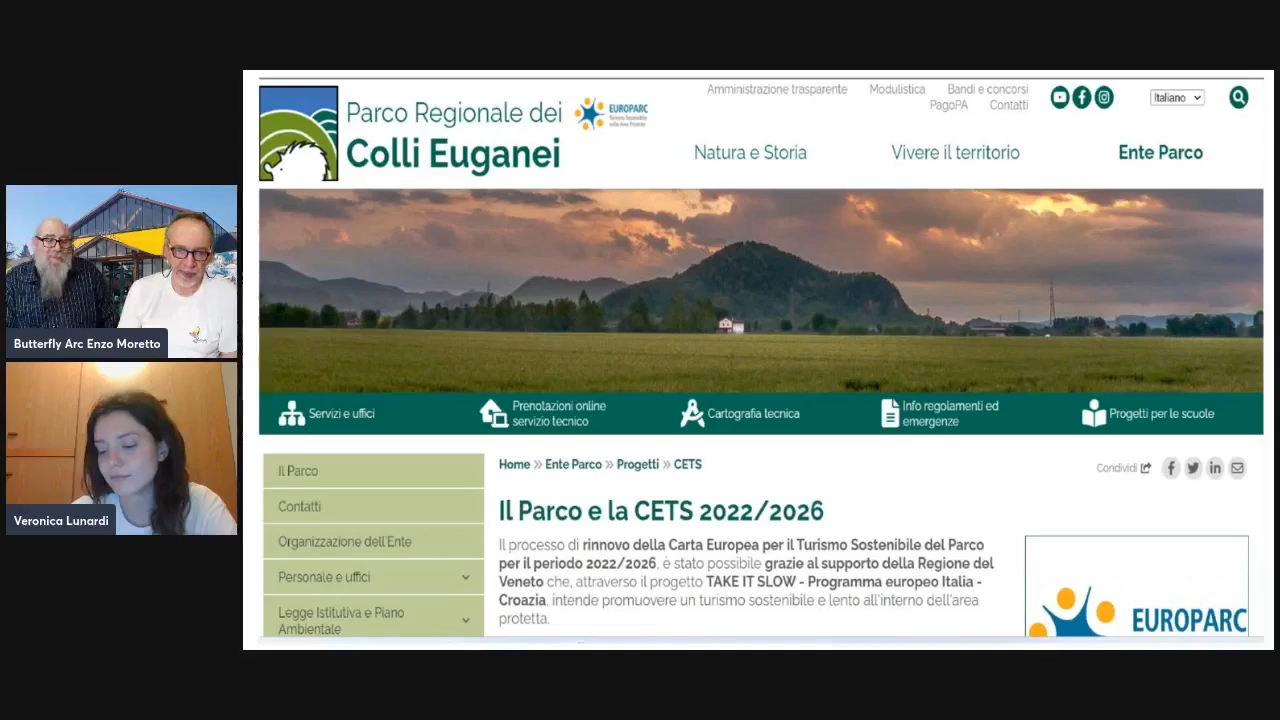 Amministrazione trasparente
Modulistica
Bandi e concorsi
PagoPA
Contatti
Italiano
Parco Regionale dei
Colli Euganei
EUROPARC
Natura e Storia
Vivere il territorio
Ente Parco
Butterfly Arc Enzo Moretto
Veronica Lunardi
Servizi e uffici
Prenotazioni online
servizio tecnico
Cartografia tecnica
Info regolamenti ed
emergenze
Progetti per le scuole
Il Parco
Contatti
Organizzazione dell'Ente
Personale e uffici
Legge Istitutiva e Piano
Ambientale
Home » Ente Parco » Progetti » CETS
Condividi
Il Parco e la CETS 2022/2026
Il processo di rinnovo della Carta Europea per il Turismo Sostenibile del Parco
per il periodo 2022/2026, è stato possibile grazie al supporto della Regione del
Veneto che, attraverso il progetto TAKE IT SLOW - Programma europeo Italia -
Croazia, intende promuovere un turismo sostenibile e lento all'interno dell'area
protetta.
EUROPARC